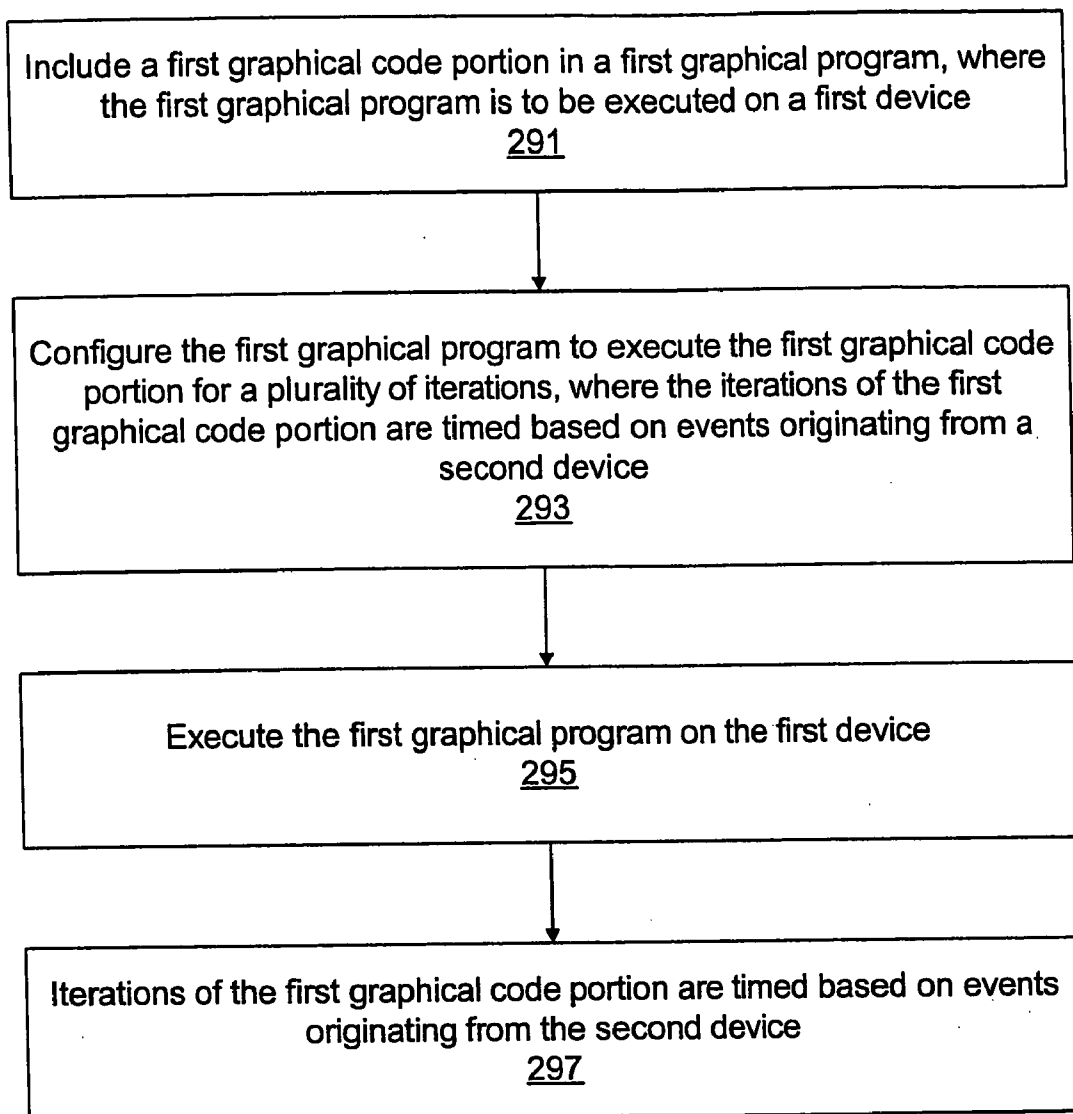 Include a first graphical code portion in a first graphical program, where
the first graphical program is to be executed on a first device
291
Configure the first graphical program to execute the first graphical code
portion for a plurality of iterations, where the iterations of the first
graphical code portion are timed based on events originating from a
second device
293
Execute the first graphical program on the first device
295
Iterations of the first graphical code portion are timed based on events
originating from the second device
297